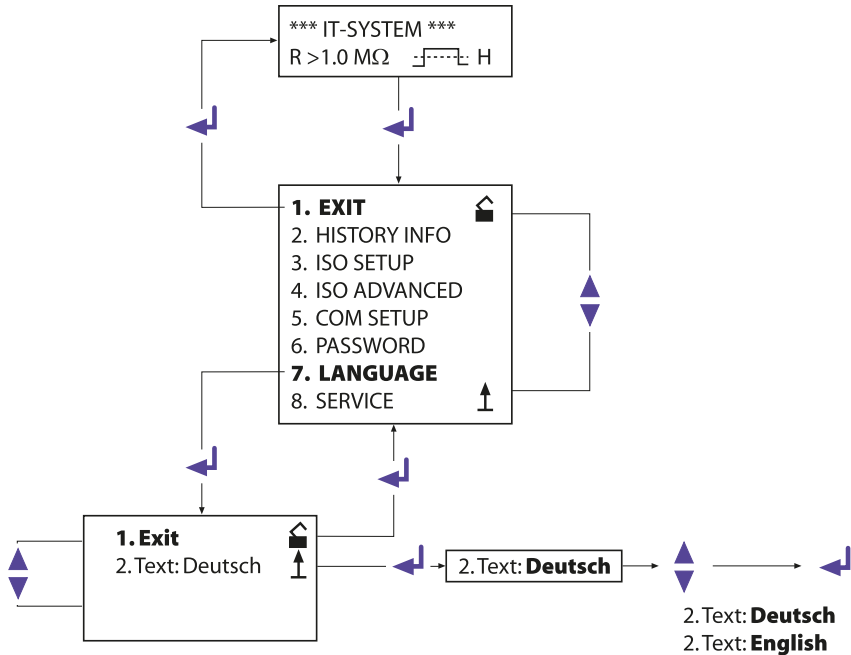 *** IT-SYSTEM ***
R >1.0 MΩ H
1. EXIT
2. HISTORY INFO
3. ISO SETUP
4. ISO ADVANCED
5. COM SETUP
6. PASSWORD
7. LANGUAGE
8. SERVICE
1. Exit
2. Text: Deutsch
2. Text: Deutsch
2. Text: Deutsch
2. Text: English